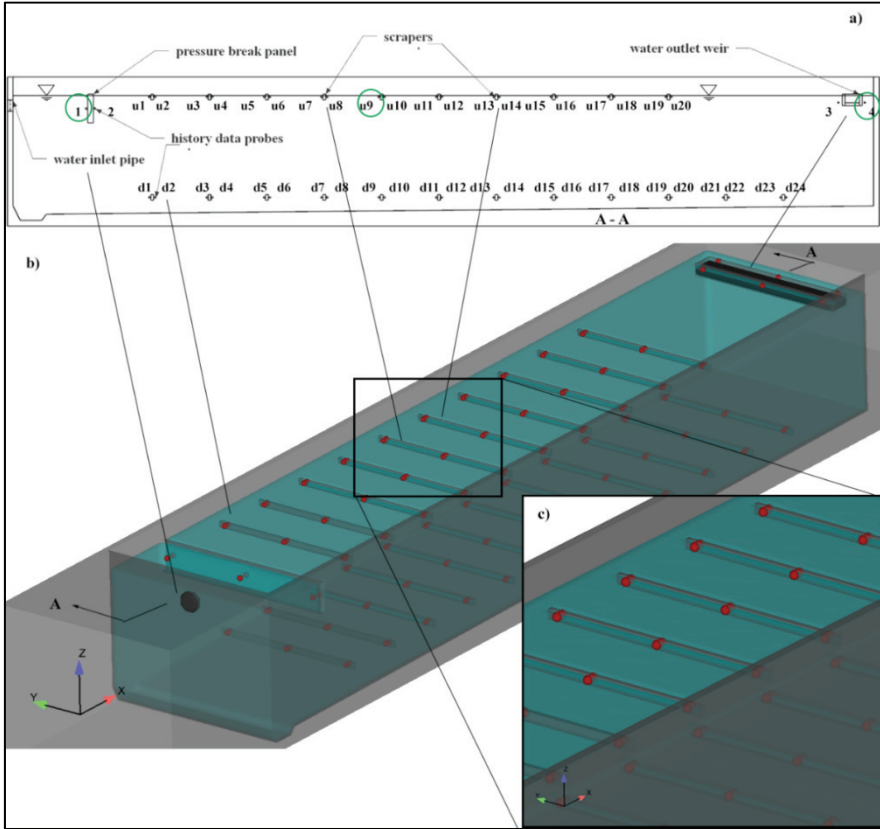 a)
pressure break panel
scrapers
water outlet weir
1 2 u1 u2 u3 u4 u5 u6 u7 u8 u9 u10 u11 u12 u13 u14 u15 u16 u17 u18 u19 u20 3 4
history data probes
water inlet pipe
d1 d2 d3 d4 d5 d6 d7 d8 d9 d10 d11 d12 d13 d14 d15 d16 d17 d18 d19 d20 d21 d22 d23 d24
A - A
b)
A
A
Z
Y
X
c)
Z
Y
X